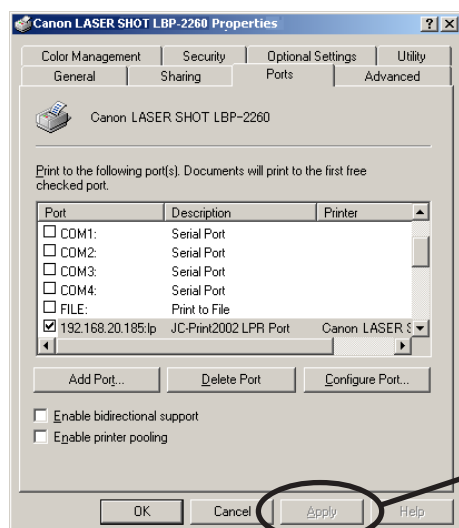 Canon LASER SHOT LBP-2260 Properties
Color Management Security Optional Settings Utility
General Sharing Ports Advanced
Canon LASER SHOT LBP-2260
Print to the following port(s). Documents will print to the first free
checked port.
Port Description Printer
COM1: Serial Port
COM2: Serial Port
COM3: Serial Port
COM4: Serial Port
FILE: Print to File
192.168.20.185:lp JC-Print2002 LPR Port Canon LASER S
Add Port... Delete Port Configure Port...
Enable bidirectional support
Enable printer pooling
OK Cancel Apply Help